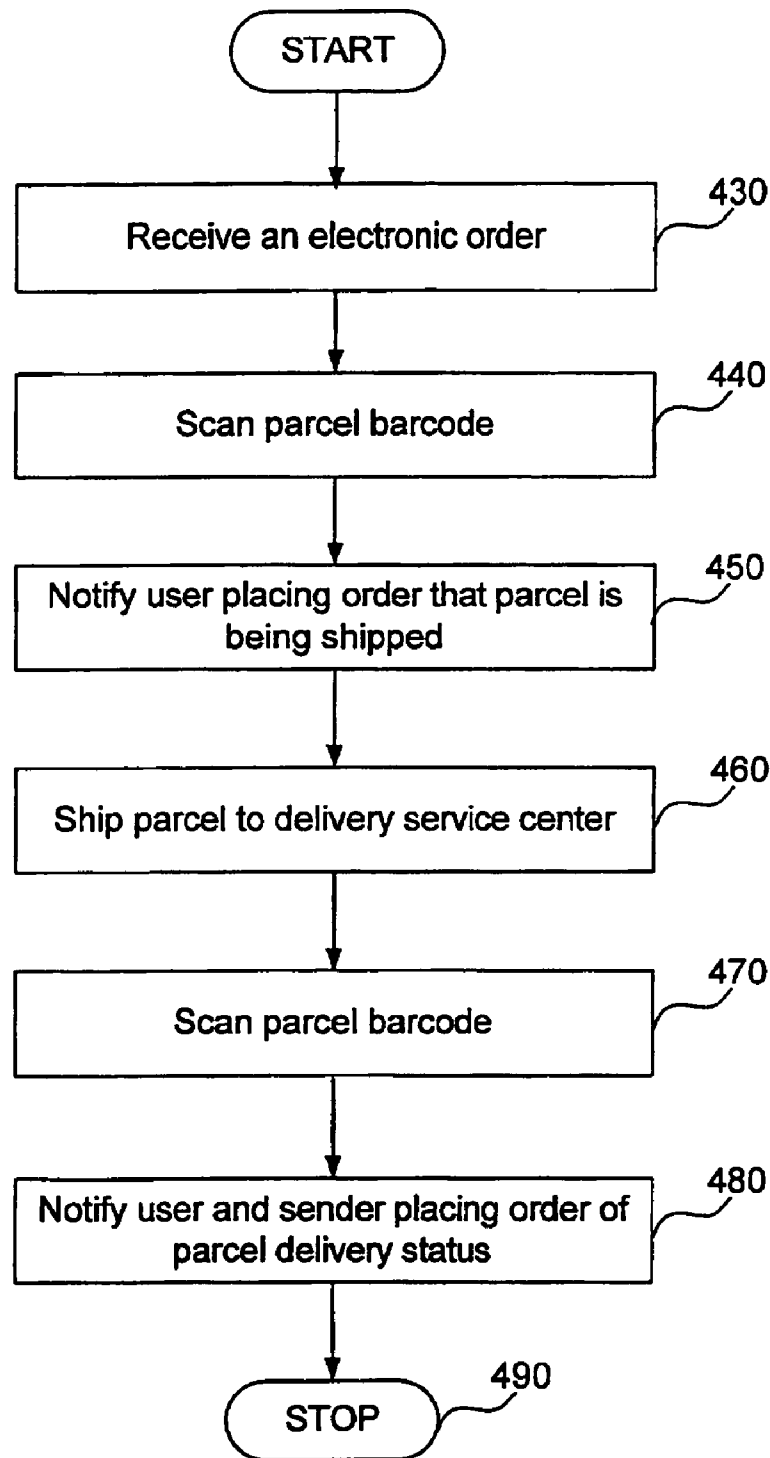 START
430
Receive an electronic order
440
Scan parcel barcode
450
Notify user placing order that parcel is
being shipped
460
Ship parcel to delivery service center
470
Scan parcel barcode
480
Notify user and sender placing order of
parcel delivery status
490
STOP